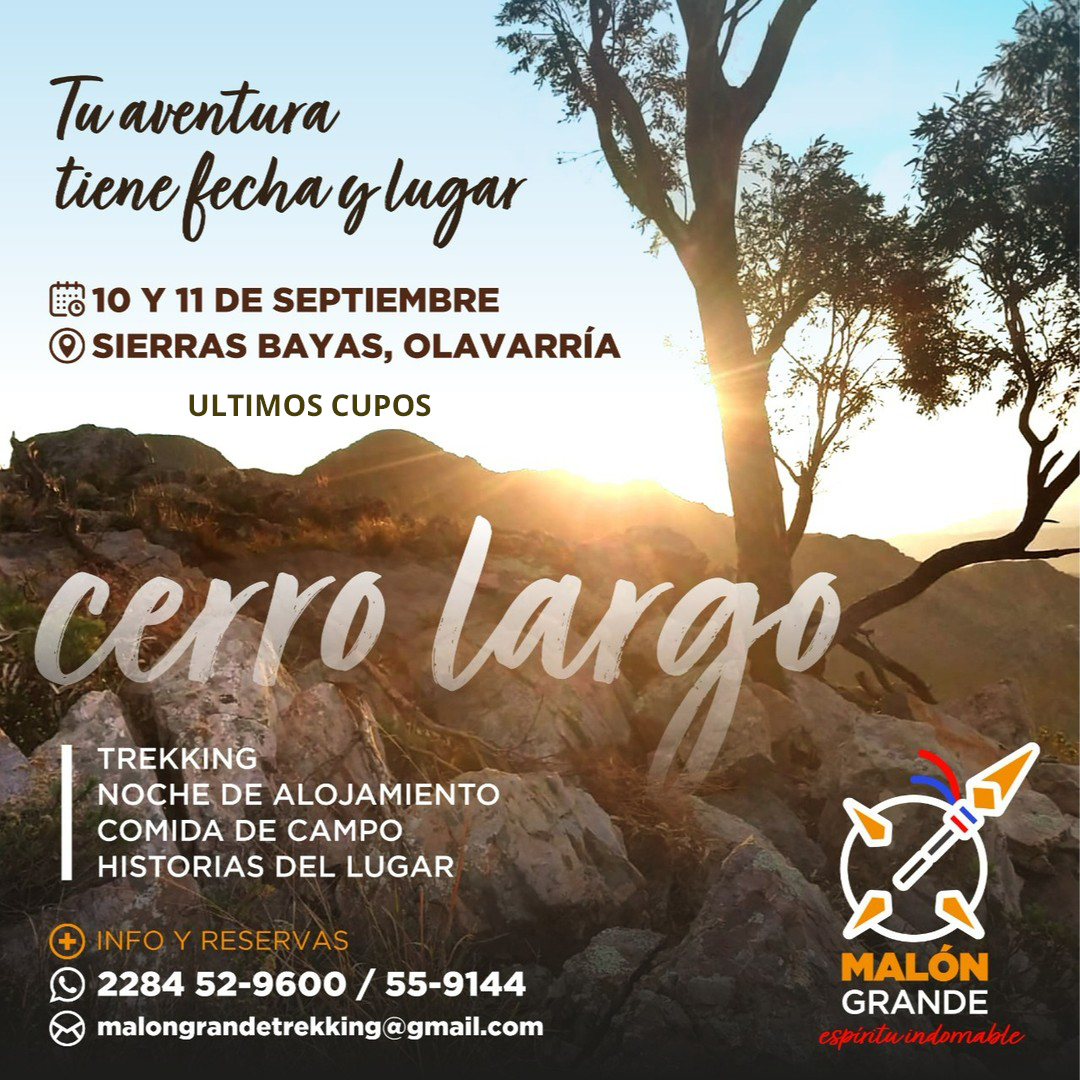 Tu aventura
tiene fecha y lugar
10 Y 11 DE SEPTIEMBRE
SIERRAS BAYAS, OLAVARRÍA
ULTIMOS CUPOS
cerro largo
TREKKING
NOCHE DE ALOJAMIENTO
COMIDA DE CAMPO
HISTORIAS DEL LUGAR
INFO Y RESERVAS
2284 52-9600 / 55-9144
malongrandetrekking@gmail.com
MALÓN
GRANDE
espíritu indomable